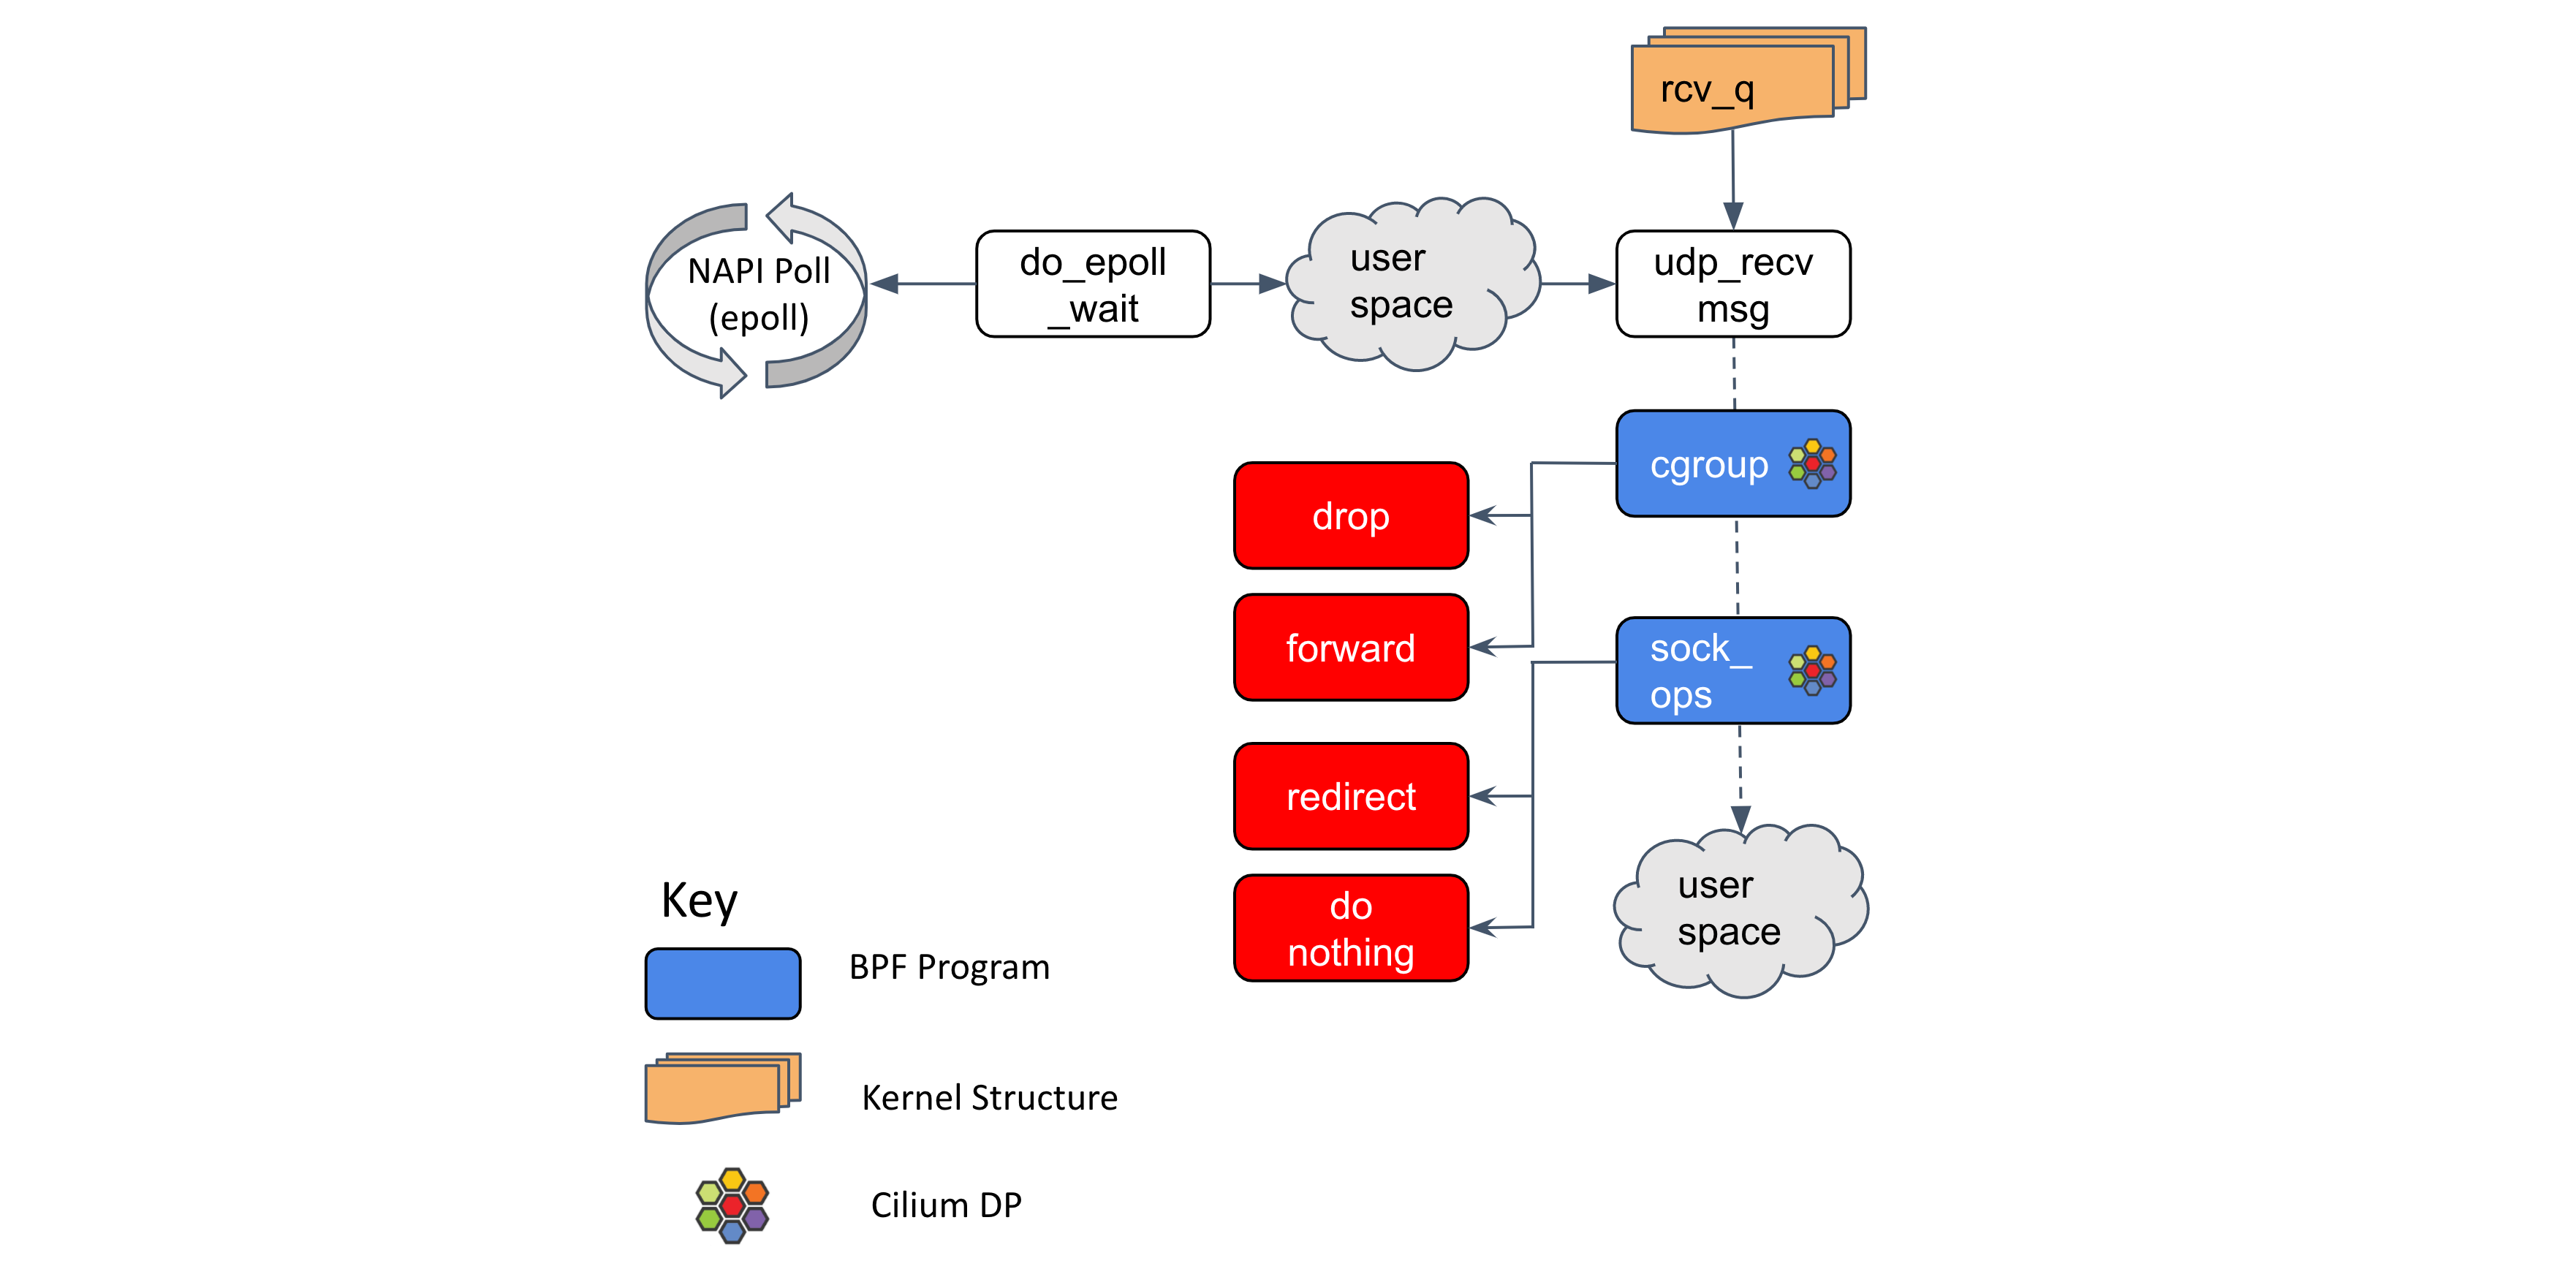 rcv_q
NAPI Poll
(epoll)
do_epoll
_wait
user
space
udp_recv
msg
cgroup
drop
forward
sock_
ops
redirect
do
nothing
user
space
Key
BPF Program
Kernel Structure
Cilium DP